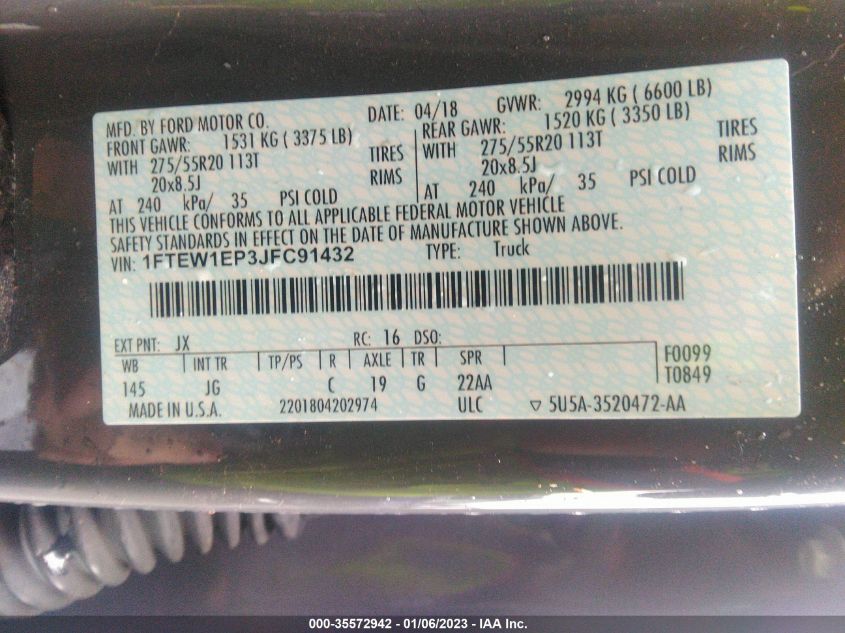 MFD. BY FORD MOTOR CO. DATE: 04/18 GVWR: 2994 KG ( 6600 LB)
FRONT GAWR: 1531 KG ( 3375 LB) REAR GAWR: 1520 KG ( 3350 LB)
WITH 275/55R20 113T TIRES WITH 275/55R20 113T TIRES
20x8.5J RIMS 20x8.5J RIMS
AT 240 kPa/ 35 PSI COLD AT 240 kPa/ 35 PSI COLD
THIS VEHICLE CONFORMS TO ALL APPLICABLE FEDERAL MOTOR VEHICLE
SAFETY STANDARDS IN EFFECT ON THE DATE OF MANUFACTURE SHOWN ABOVE.
VIN: 1FTEW1EP3JFC91432 TYPE: Truck
EXT PNT: JX RC: 16 DSO:
WB INT TR TP/PS R AXLE TR SPR F0099
145 JG C 19 G 22AA T0849
MADE IN U.S.A. 2201804202974 ULC ▽ 5U5A-3520472-AA
000-35572942 - 01/06/2023 - IAA Inc.